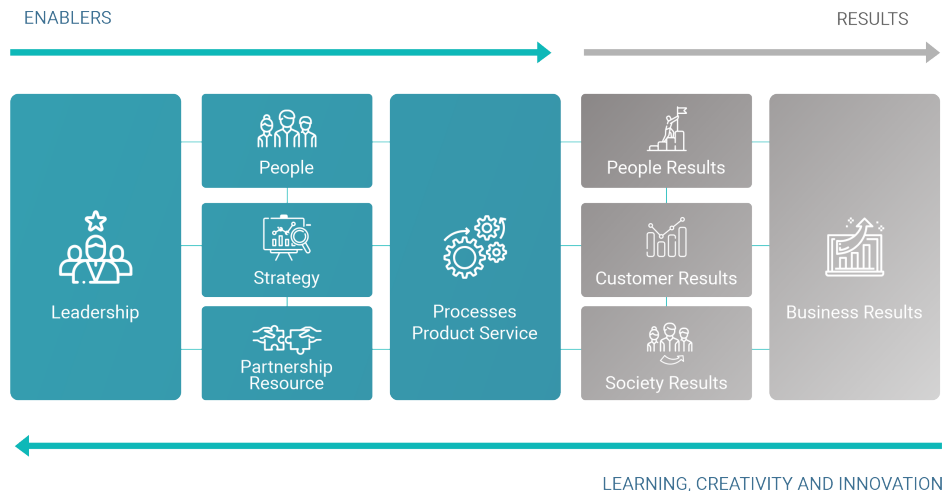 ENABLERS
RESULTS
People
People Results
Strategy
Customer Results
Leadership
Processes
Product Service
Business Results
Partnership
Resource
Society Results
LEARNING, CREATIVITY AND INNOVATION